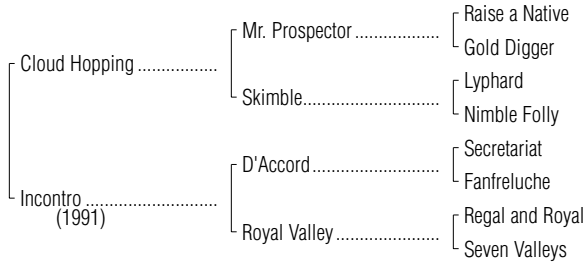 Raise a Native
Mr. Prospector ..................
Gold Digger
Cloud Hopping .................
Lyphard
Skimble.............................
Nimble Folly
Secretariat
D'Accord...........................
Fanfreluche
Incontro ............................
(1991)
Regal and Royal
Royal Valley ......................
Seven Valleys